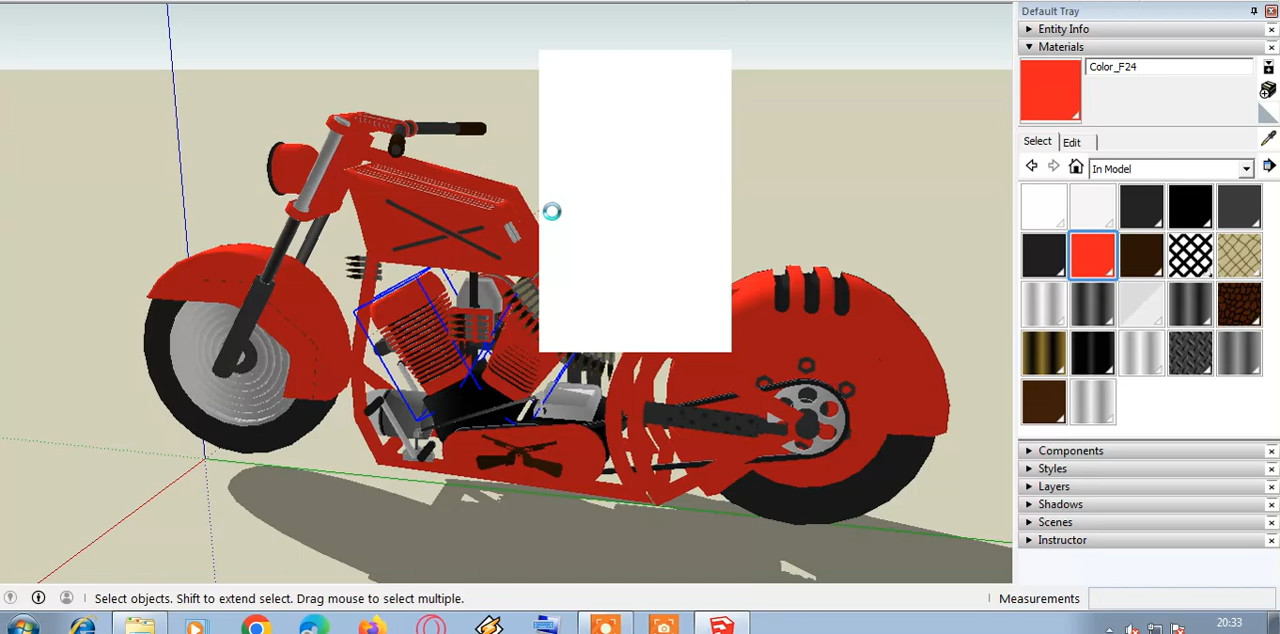 Default Tray
Entity Info
Materials
Color_F24
Select Edit
In Model
Components
Styles
Layers
Shadows
Scenes
Instructor
Select objects. Shift to extend select. Drag mouse to select multiple.
Measurements
20:33